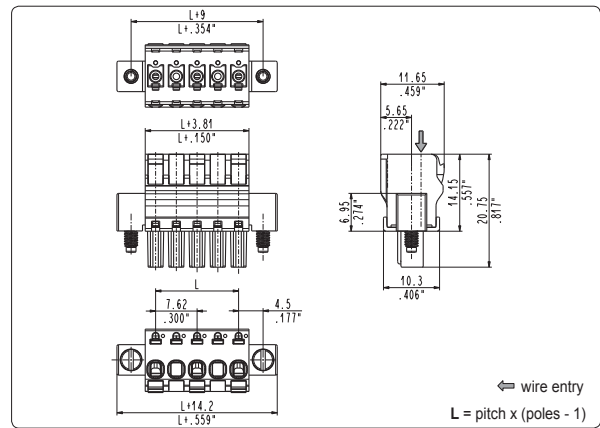 L+9
L+.354"
L+3.81
L+.150"
11.65
.459"
5.65
.222"
6.95
.274"
14.15
.557"
20.75
.817"
10.3
.406"
L
7.62
.300"
4.5
.177"
L+14.2
L+.559"
wire entry
L = pitch x (poles - 1)